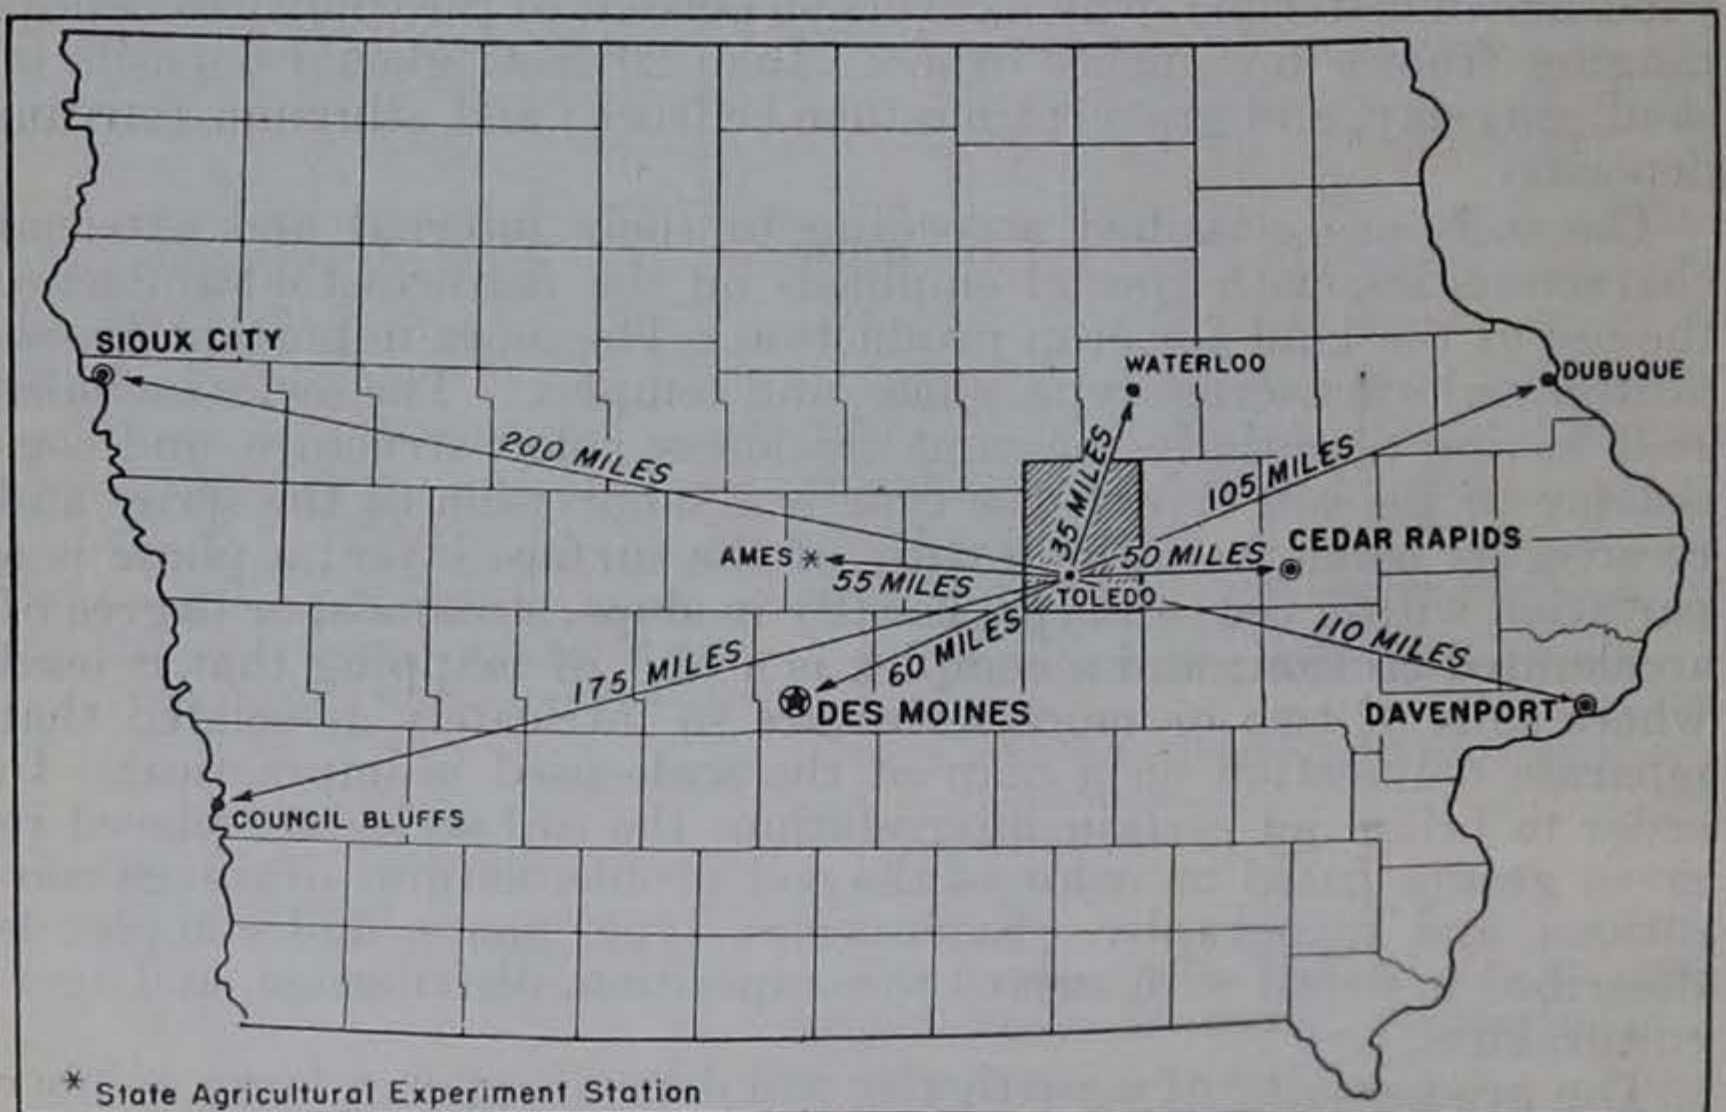 SIOUX CITY
WATERLOO
DUBUQUE
200 MILES
35 MILES
105 MILES
AMES *
55 MILES
50 MILES
CEDAR RAPIDS
TOLEDO
60 MILES
110 MILES
175 MILES
DES MOINES
DAVENPORT
COUNCIL BLUFFS
* State Agricultural Experiment Station